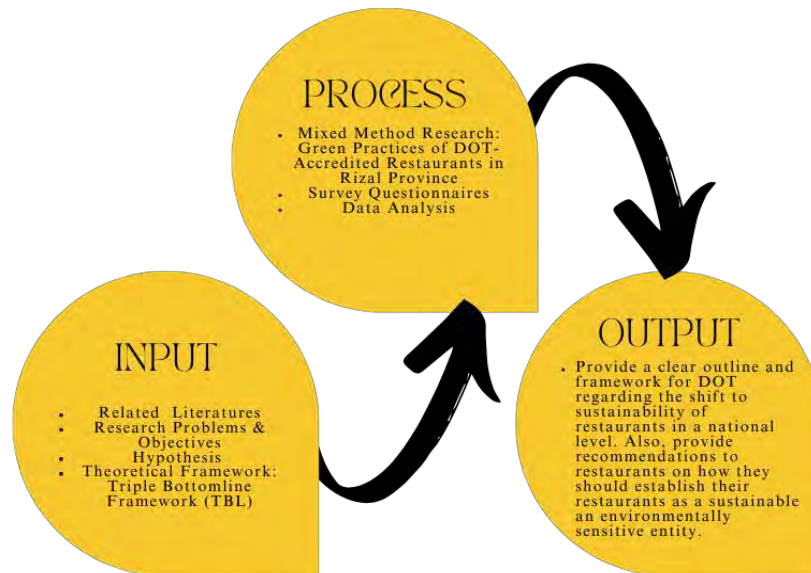 PROCESS
• Mixed Method Research:
Green Practices of DOT-
Accredited Restaurants in
Rizal Province
• Survey Questionnaires
• Data Analysis
INPUT
• Related Literatures
• Research Problems &
Objectives
• Hypothesis
• Theoretical Framework:
Triple Bottomline
Framework (TBL)
OUTPUT
• Provide a clear outline and
framework for DOT
regarding the shift to
sustainability of
restaurants in a national
level. Also, provide
recommendations to
restaurants on how they
should establish their
restaurants as a sustainable
an environmentally
sensitive entity.